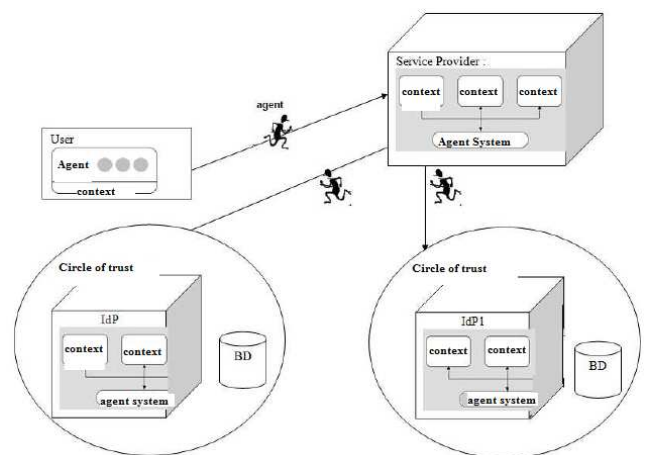 Service Provider :
context context context
Agent System
agent
User
Agent
context
Circle of trust
IdP
context context
agent system
BD
Circle of trust
IdP1
context context
agent system
BD